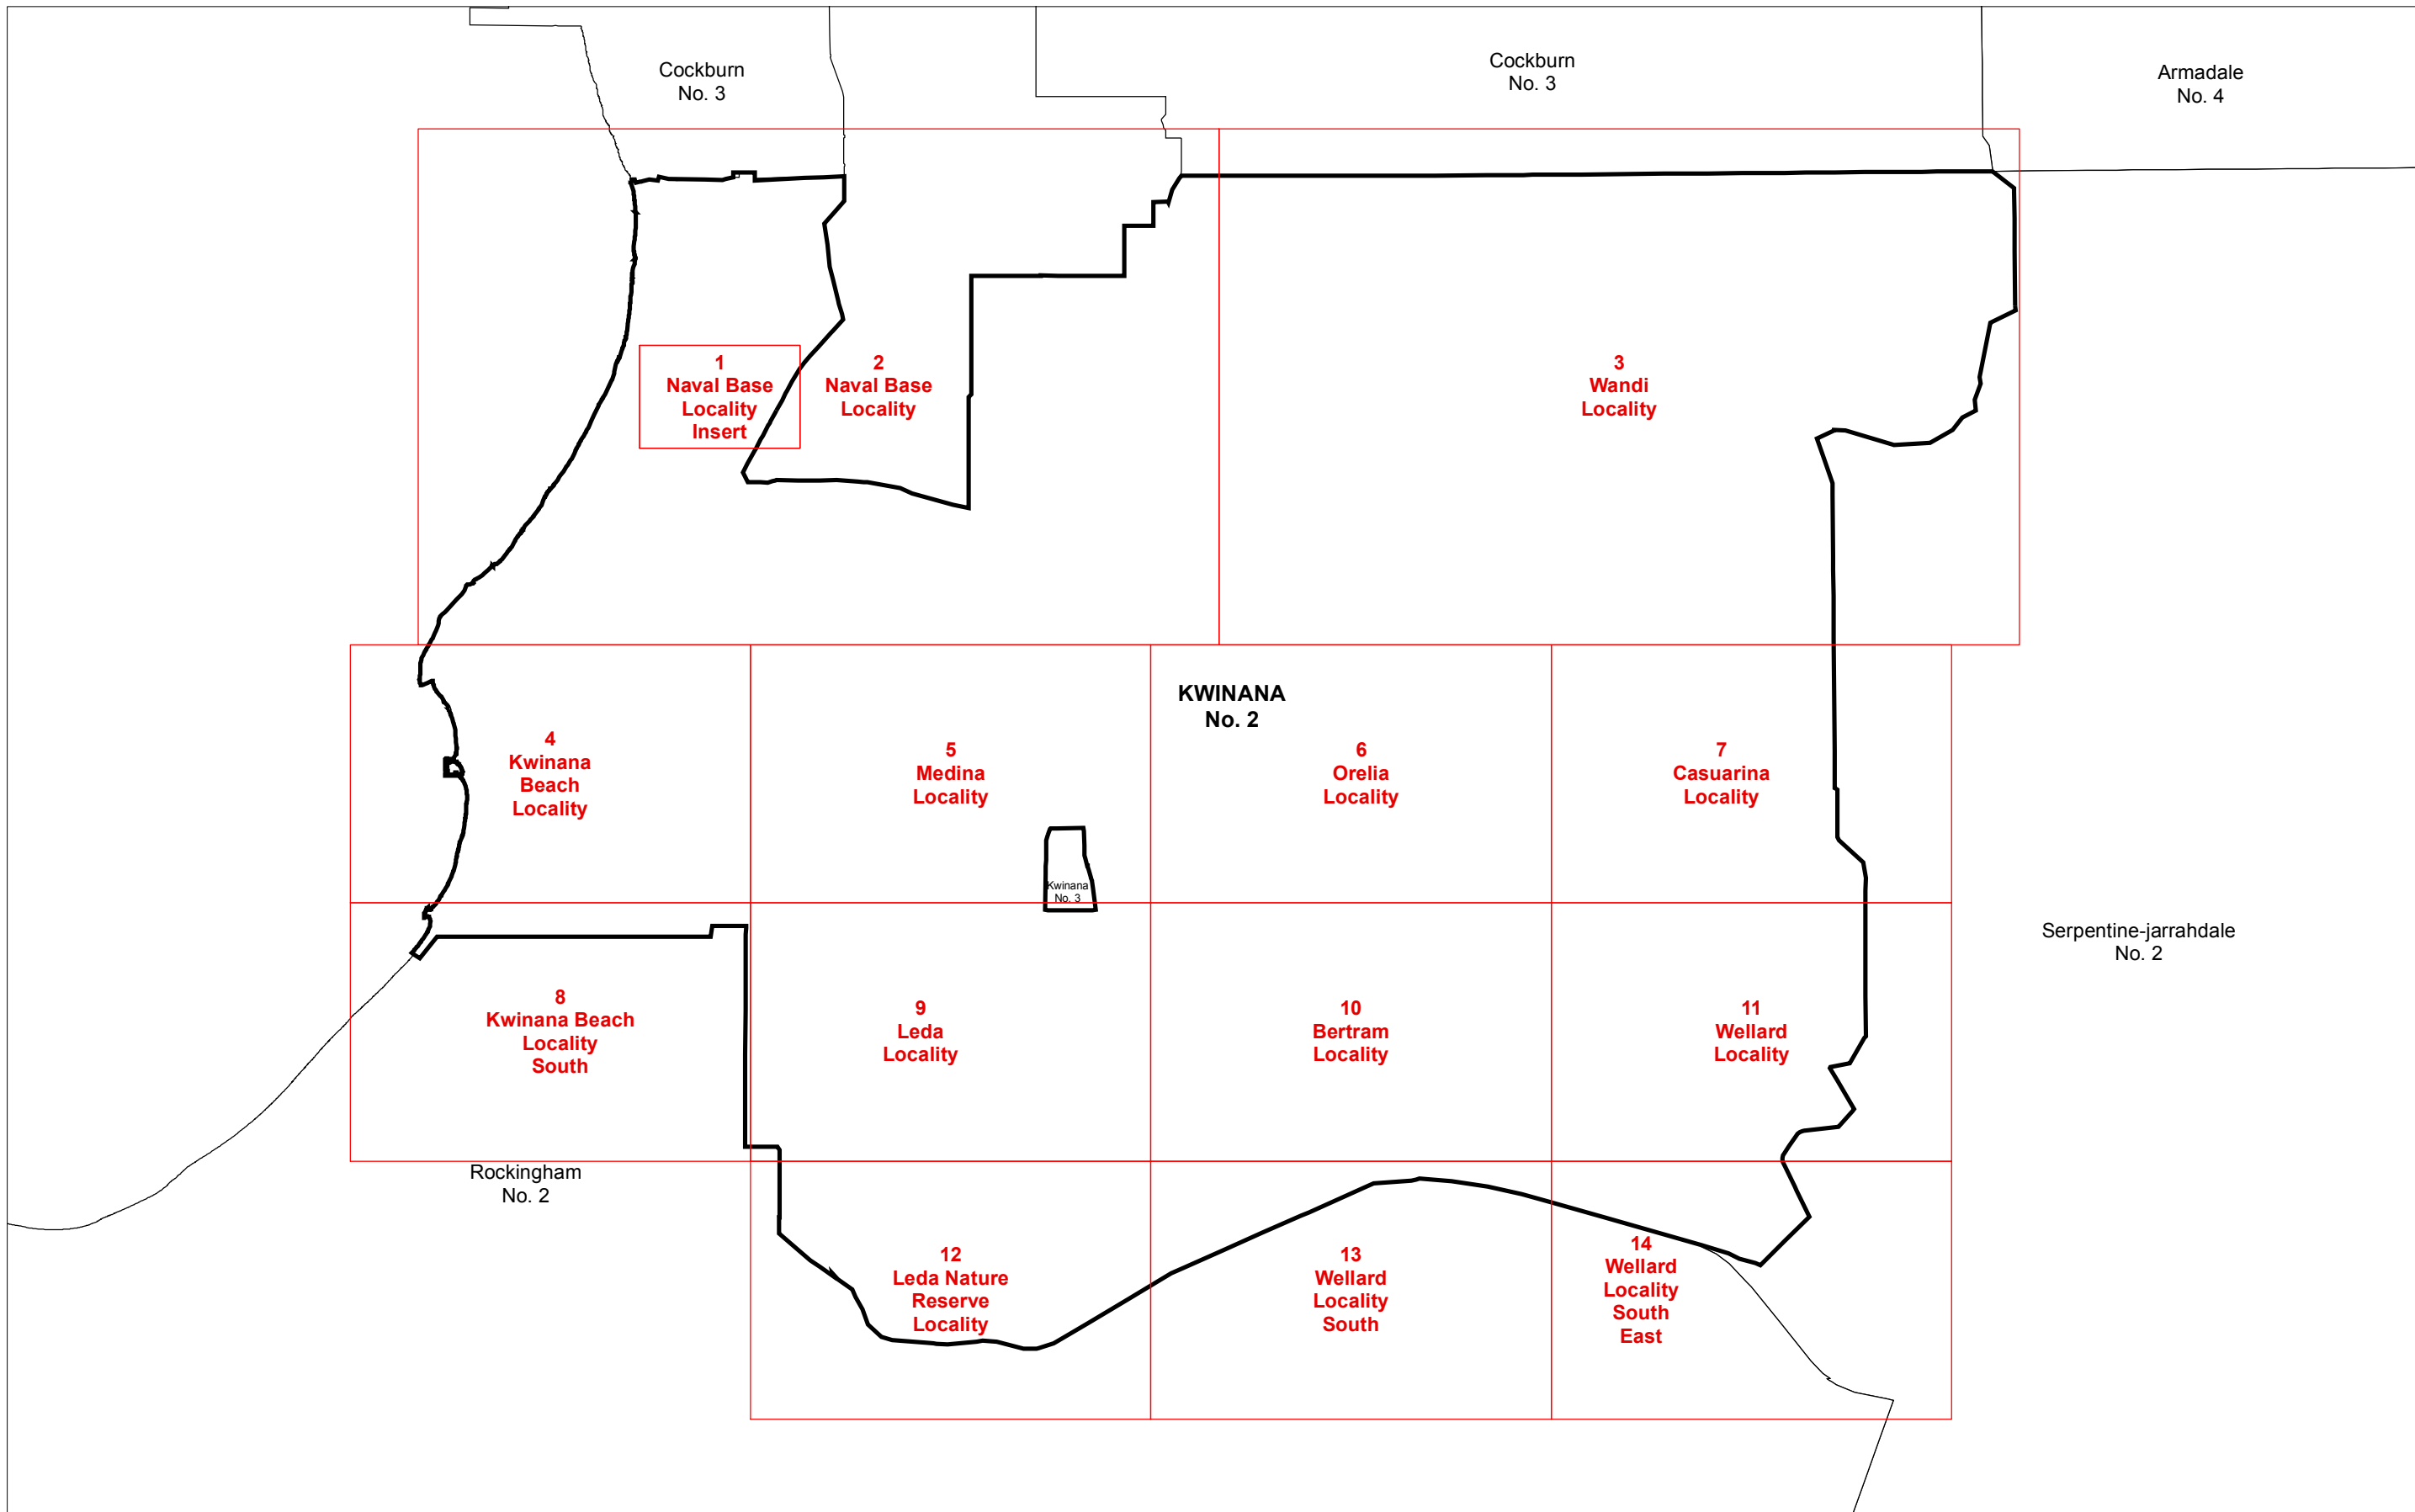 Cockburn
No. 3
Cockburn
No. 3
Armadale
No. 4
1
Naval Base
Locality
Insert
2
Naval Base
Locality
3
Wandi
Locality
KWINANA
No. 2
4
Kwinana
Beach
Locality
5
Medina
Locality
6
Orelia
Locality
7
Casuarina
Locality
Kwinana
No. 3
Serpentine-jarrahdale
No. 2
8
Kwinana Beach
Locality
South
9
Leda
Locality
10
Bertram
Locality
11
Wellard
Locality
Rockingham
No. 2
12
Leda Nature
Reserve
Locality
13
Wellard
Locality
South
14
Wellard
Locality
South
East